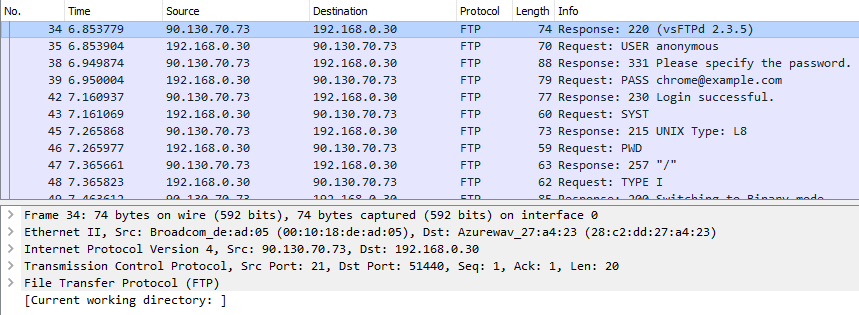 No. Time Source Destination Protocol Length Info
34 6.853779 90.130.70.73 192.168.0.30 FTP 74 Response: 220 (vsFTPd 2.3.5)
35 6.853904 192.168.0.30 90.130.70.73 FTP 70 Request: USER anonymous
38 6.949874 90.130.70.73 192.168.0.30 FTP 88 Response: 331 Please specify the password.
39 6.950004 192.168.0.30 90.130.70.73 FTP 79 Request: PASS chrome@example.com
42 7.160937 90.130.70.73 192.168.0.30 FTP 77 Response: 230 Login successful.
43 7.161069 192.168.0.30 90.130.70.73 FTP 60 Request: SYST
45 7.265868 90.130.70.73 192.168.0.30 FTP 73 Response: 215 UNIX Type: L8
46 7.265977 192.168.0.30 90.130.70.73 FTP 59 Request: PWD
47 7.365661 90.130.70.73 192.168.0.30 FTP 63 Response: 257 "/"
48 7.365823 192.168.0.30 90.130.70.73 FTP 62 Request: TYPE I
49 7.463612 90.130.70.73 192.168.0.30 FTP 85 Response: 200 Switching to Binary mode
Frame 34: 74 bytes on wire (592 bits), 74 bytes captured (592 bits) on interface 0
Ethernet II, Src: Broadcom_de:ad:05 (00:10:18:de:ad:05), Dst: Azurewav_27:a4:23 (28:c2:dd:27:a4:23)
Internet Protocol Version 4, Src: 90.130.70.73, Dst: 192.168.0.30
Transmission Control Protocol, Src Port: 21, Dst Port: 51440, Seq: 1, Ack: 1, Len: 20
File Transfer Protocol (FTP)
[Current working directory: ]